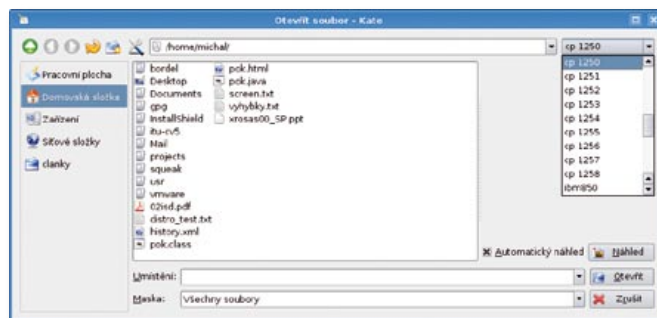 Otevřít soubor - Kate
/home/michal/
cp 1250
Pracovní plocha
Domovská složka
Zařízení
Síťové složky
clanky
bordel
Desktop
Documents
gpg
InstallShield
itu-cv5
Mail
projects
squeak
usr
vmware
02isd.pdf
distro_test.txt
history.xml
pok.class
pok.html
pok.java
screen.txt
vyhybky.txt
xrosas00_SP.ppt
cp 1250
cp 1251
cp 1252
cp 1253
cp 1254
cp 1255
cp 1256
cp 1257
cp 1258
ibm850
Automatický náhled
Náhled
Umístění:
Otevřít
Maska:
Všechny soubory
Zrušit